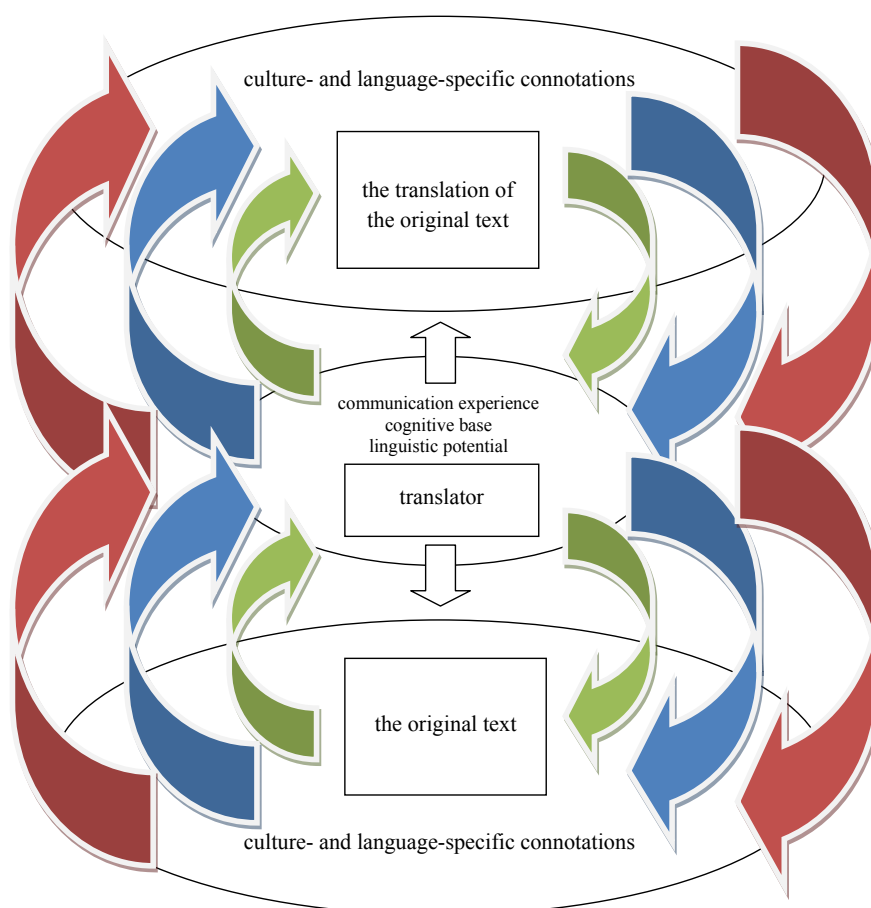 culture- and language-specific connotations
the translation of
the original text
communication experience
cognitive base
linguistic potential
translator
the original text
culture- and language-specific connotations